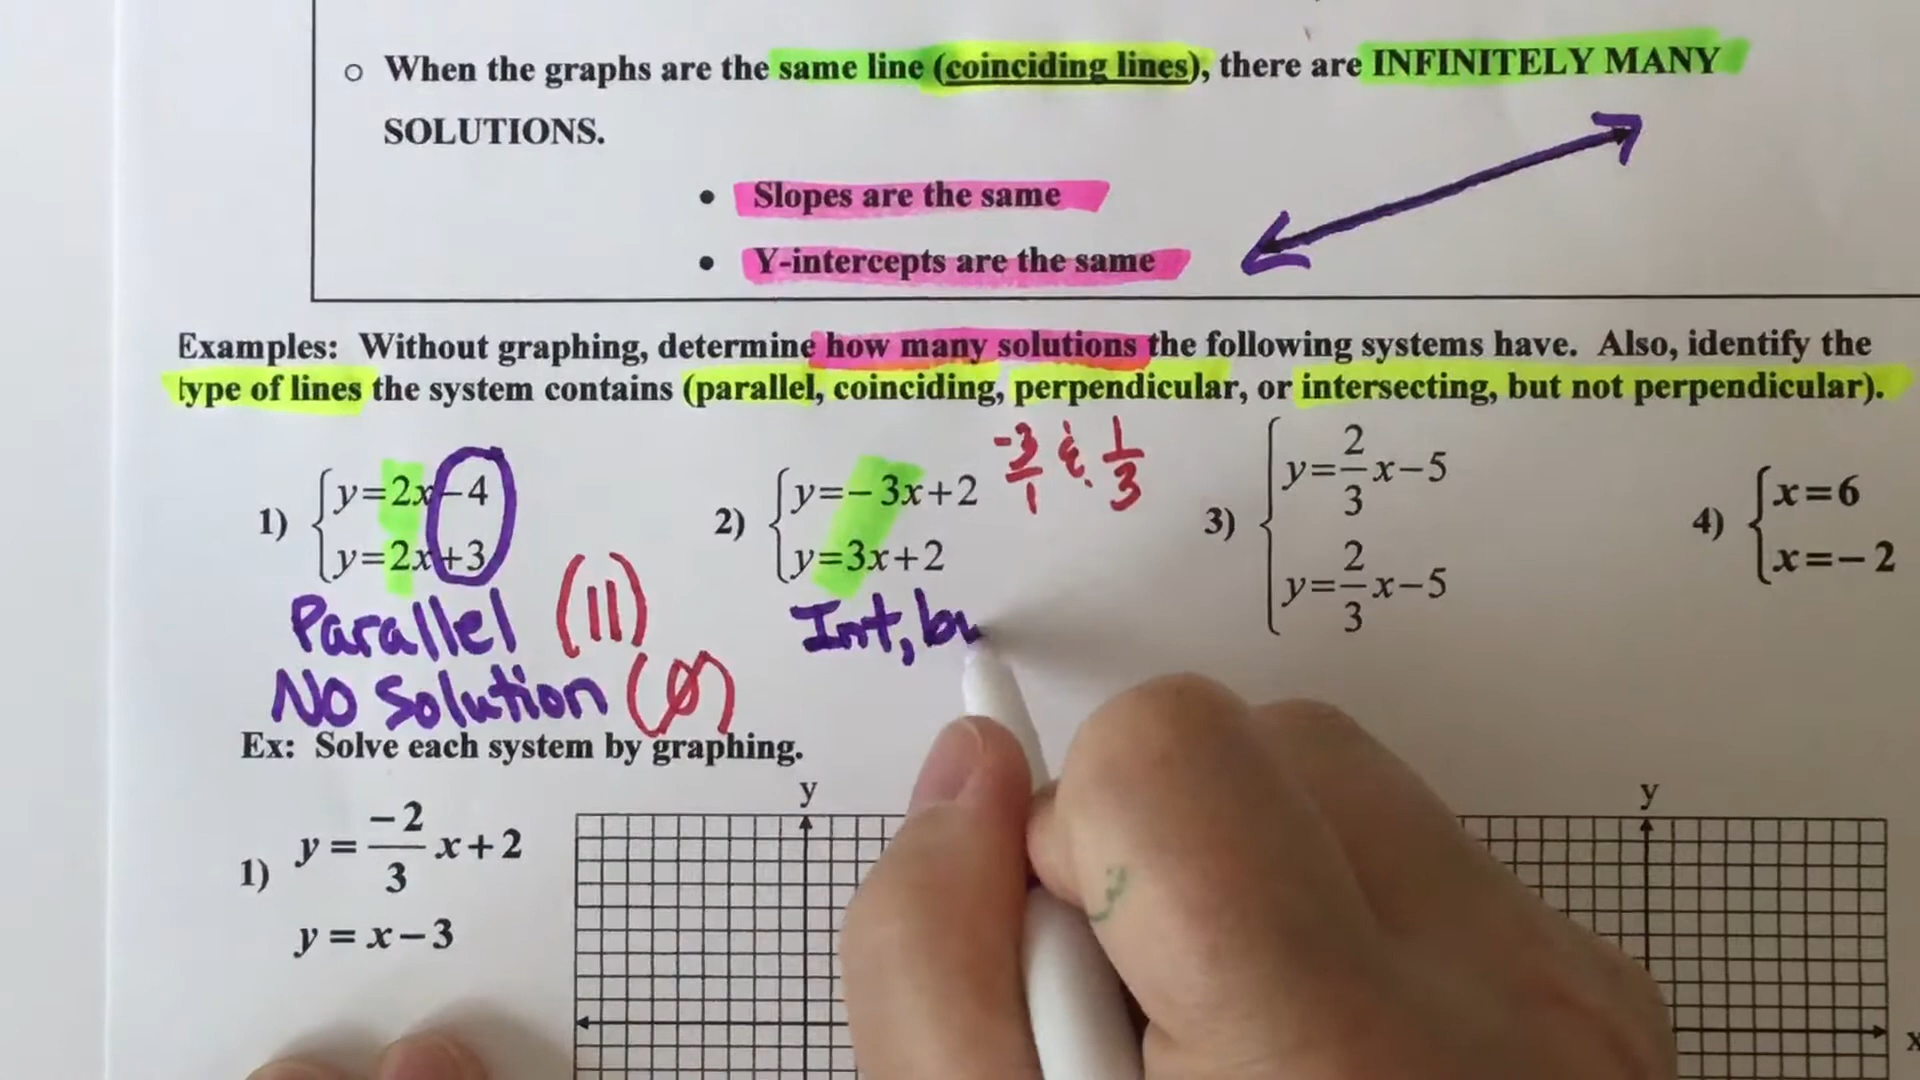 ○ When the graphs are the same line (coinciding lines), there are INFINITELY MANY
SOLUTIONS.
• Slopes are the same
• Y-intercepts are the same
Examples: Without graphing, determine how many solutions the following systems have. Also, identify the
type of lines the system contains (parallel, coinciding, perpendicular, or intersecting, but not perpendicular).
1) { y=2x-4
y=2x+3
Parallel (||)
No Solution (∅)
2) { y=-3x+2
y=3x+2
-3/1 & 1/3
Int, bu
3) { y=2/3x-5
y=2/3x-5
4) { x=6
x=-2
Ex: Solve each system by graphing.
1) y = -2/3 x+2
y = x-3
y
y
x